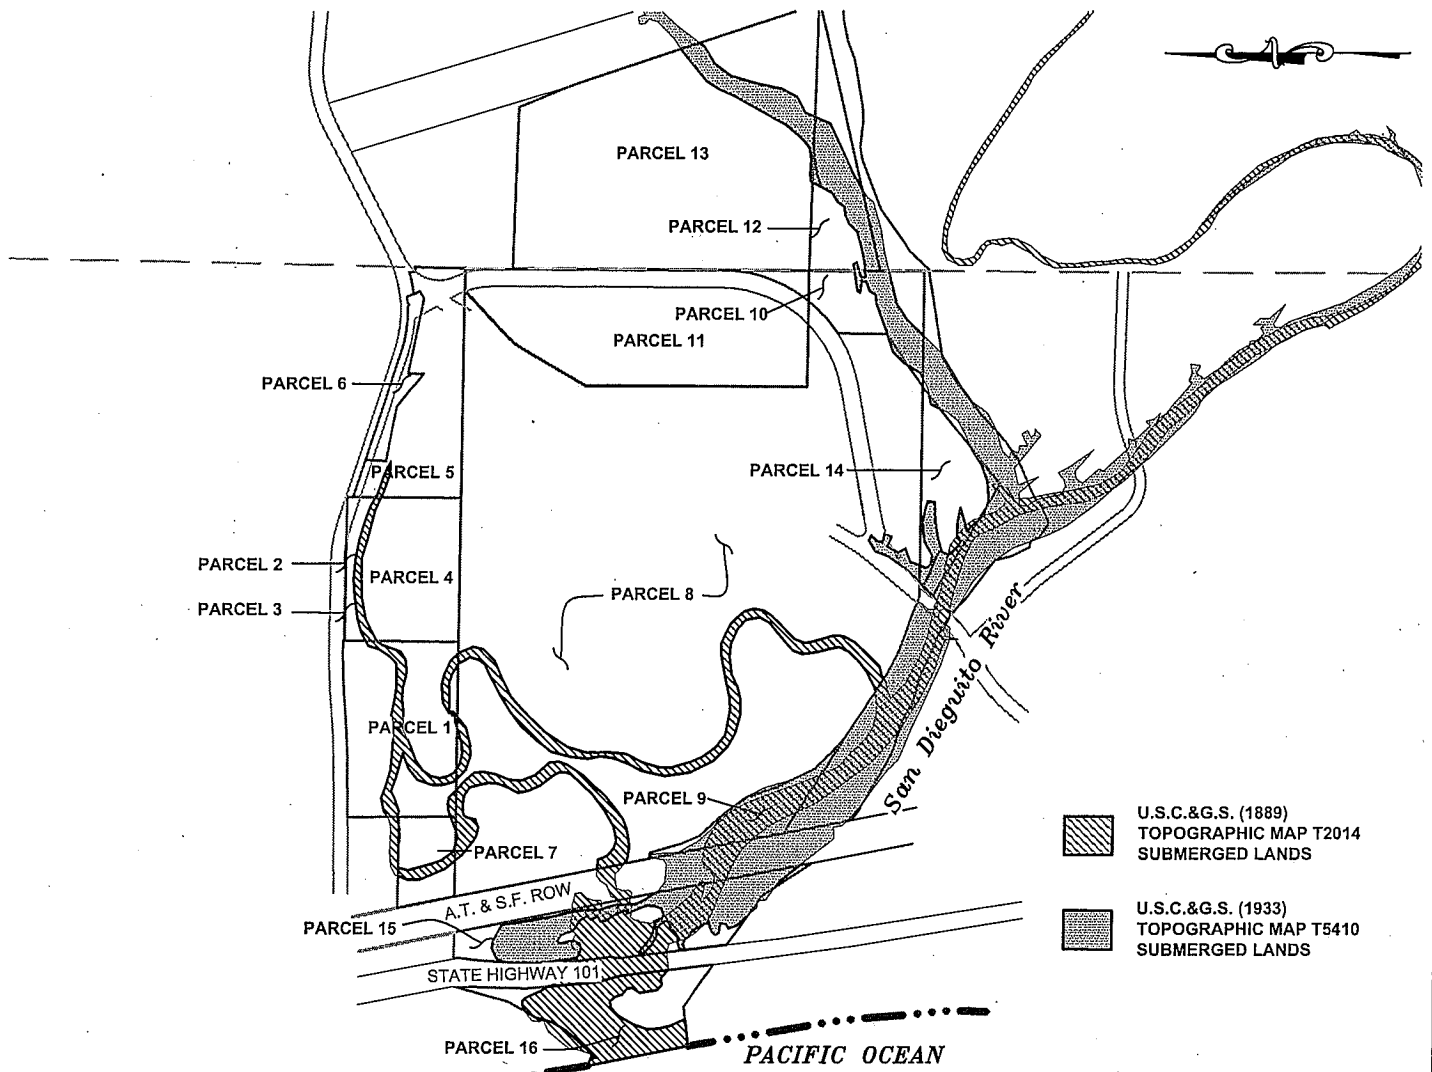 PARCEL 13
PARCEL 12
PARCEL 10
PARCEL 11
PARCEL 6
PARCEL 5
PARCEL 14
PARCEL 2
PARCEL 4
PARCEL 8
PARCEL 3
San Dieguito River
PARCEL 1
PARCEL 9
PARCEL 7
A.T. & S.F. ROW
PARCEL 15
STATE HIGHWAY 101
PARCEL 16
PACIFIC OCEAN
U.S.C.&G.S. (1889)
TOPOGRAPHIC MAP T2014
SUBMERGED LANDS
U.S.C.&G.S. (1933)
TOPOGRAPHIC MAP T5410
SUBMERGED LANDS